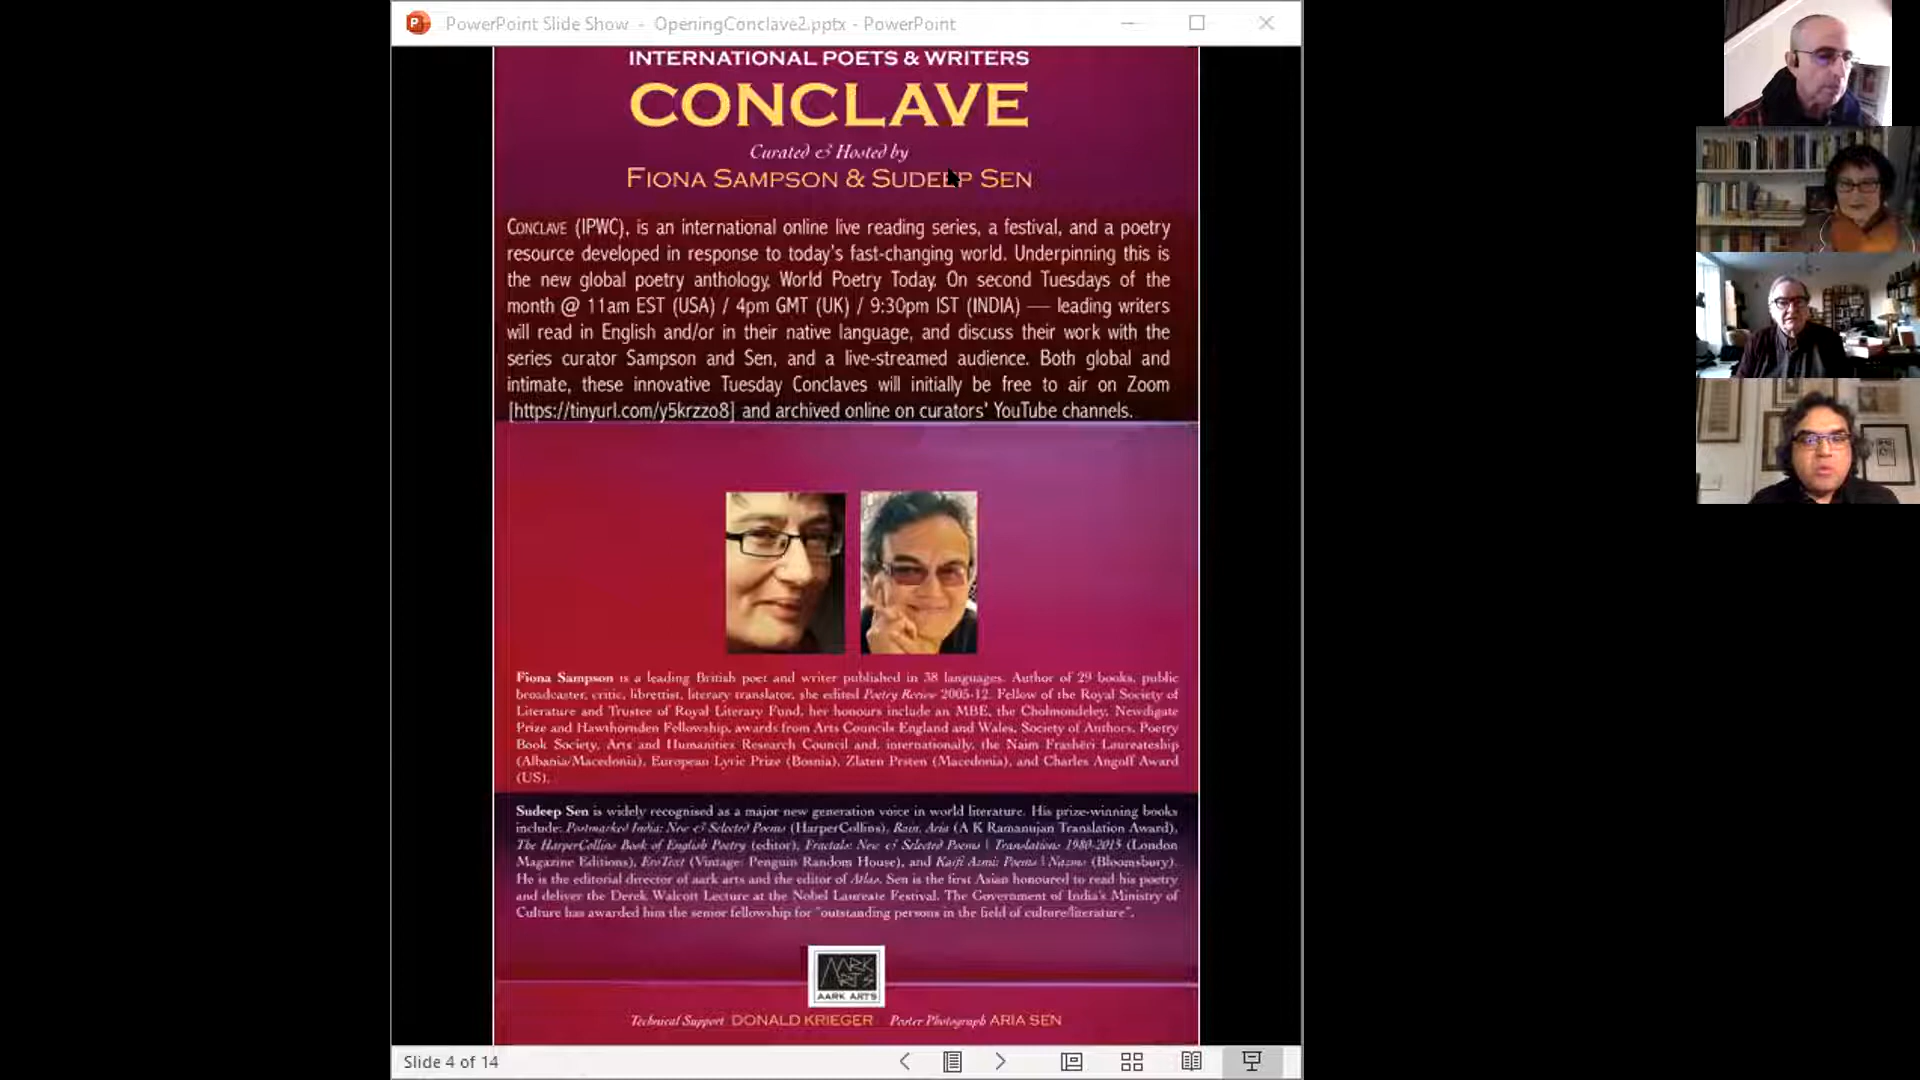 PowerPoint Slide Show - OpeningConclave2.pptx - PowerPoint
INTERNATIONAL POETS & WRITERS
CONCLAVE
Curated & Hosted by
FIONA SAMPSON & SUDEEP SEN
CONCLAVE (IPWC), is an international online live reading series, a festival, and a poetry
resource developed in response to today's fast-changing world. Underpinning this is
the new global poetry anthology, World Poetry Today. On second Tuesdays of the
month @ 11am EST (USA) / 4pm GMT (UK) / 9:30pm IST (INDIA) — leading writers
will read in English and/or in their native language, and discuss their work with the
series curator Sampson and Sen, and a live-streamed audience. Both global and
intimate, these innovative Tuesday Conclaves will initially be free to air on Zoom
[https://tinyurl.com/y5krzzo8] and archived online on curators' YouTube channels.
Fiona Sampson is a leading British poet and writer published in 38 languages. Author of 29 books, public
broadcaster, critic, librettist, literary translator, she edited Poetry Review 2005-12. Fellow of the Royal Society of
Literature and Trustee of Royal Literary Fund, her honours include an MBE, the Cholmondeley, Newdigate
Prize and Hawthornden Fellowship, awards from Arts Councils England and Wales, Society of Authors, Poetry
Book Society, Arts and Humanities Research Council and, internationally, the Naim Frashëri Laureateship
(Albania/Macedonia), European Lyric Prize (Bosnia), Zlaten Prsten (Macedonia), and Charles Angoff Award
(US).
Sudeep Sen is widely recognised as a major new generation voice in world literature. His prize-winning books
include: Postmarked India: New & Selected Poems (HarperCollins), Rain, Aria (A K Ramanujan Translation Award),
The HarperCollins Book of English Poetry (editor), Fractals: New & Selected Poems | Translations 1980-2015 (London
Magazine Editions), EroText (Vintage: Penguin Random House), and Kaifi Azmi: Poems | Nazms (Bloomsbury).
He is the editorial director of aark arts and the editor of Atlas. Sen is the first Asian honoured to read his poetry
and deliver the Derek Walcott Lecture at the Nobel Laureate Festival. The Government of India's Ministry of
Culture has awarded him the senior fellowship for "outstanding persons in the field of culture/literature".
AARK ARTS
AARK ARTS
Technical Support DONALD KRIEGER Poster Photograph ARIA SEN
Slide 4 of 14